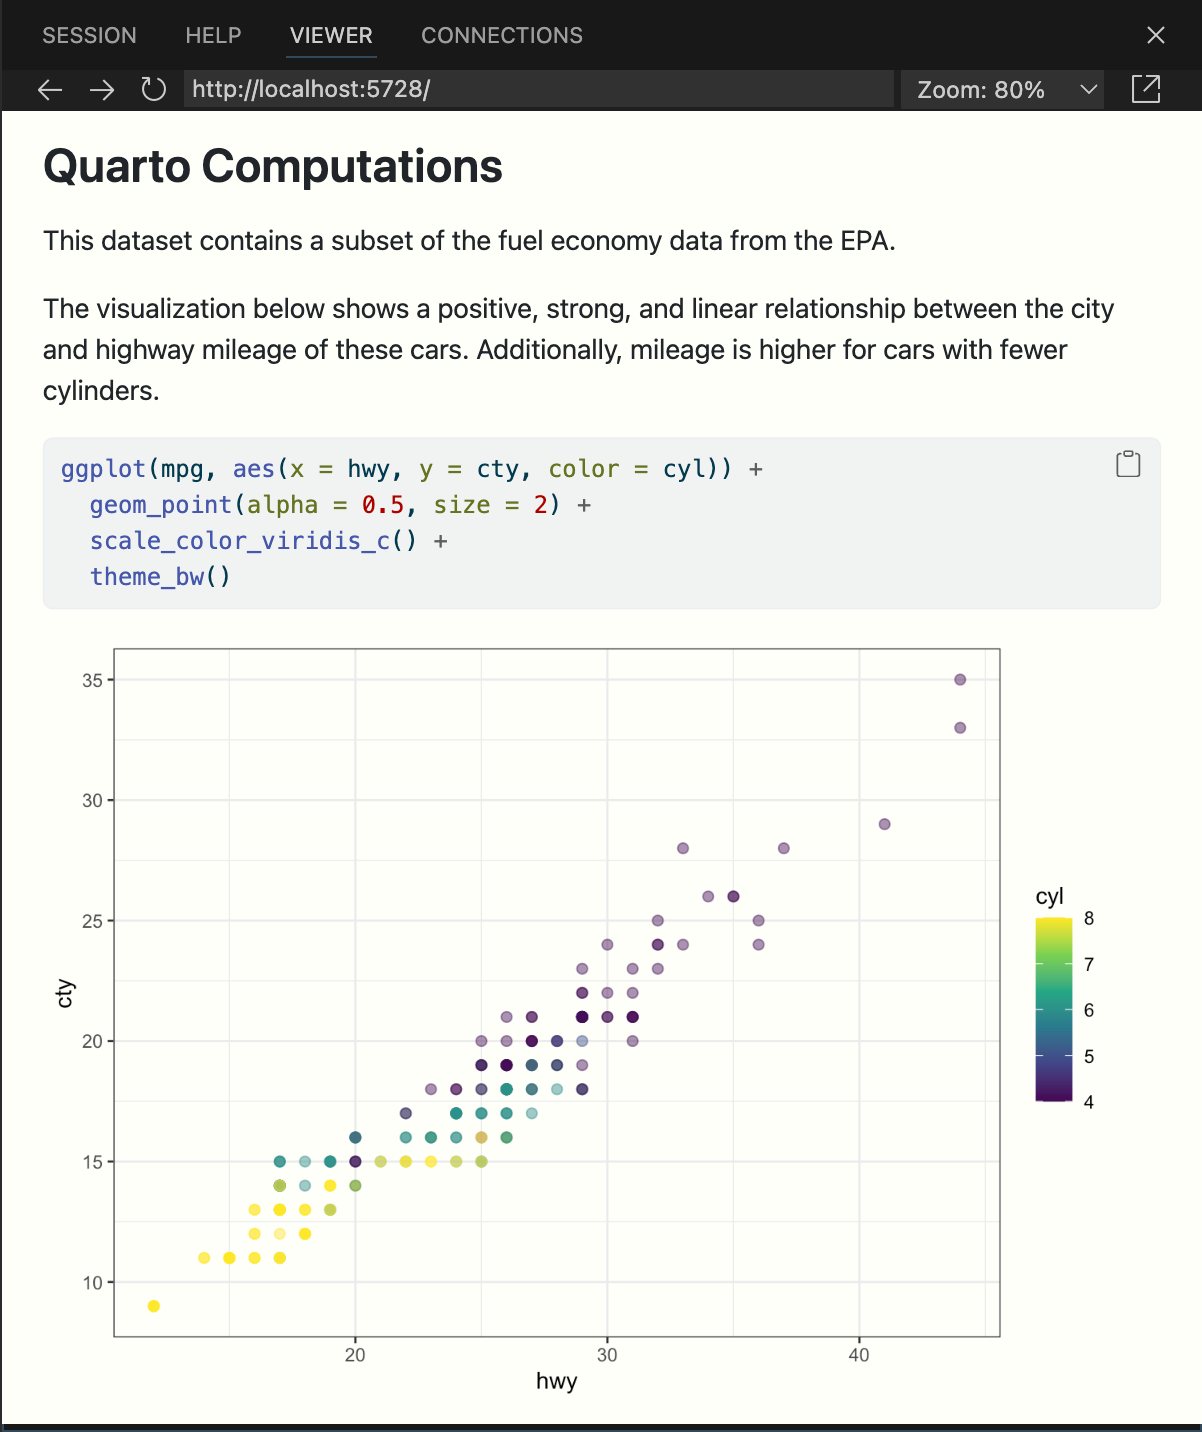 SESSION HELP VIEWER CONNECTIONS
http://localhost:5728/ Zoom: 80%
Quarto Computations
This dataset contains a subset of the fuel economy data from the EPA.
The visualization below shows a positive, strong, and linear relationship between the city
and highway mileage of these cars. Additionally, mileage is higher for cars with fewer
cylinders.
ggplot(mpg, aes(x = hwy, y = cty, color = cyl)) +
  geom_point(alpha = 0.5, size = 2) +
  scale_color_viridis_c() +
  theme_bw()
35
30
25
20
15
10
cty
20 30 40
hwy
cyl
8
7
6
5
4